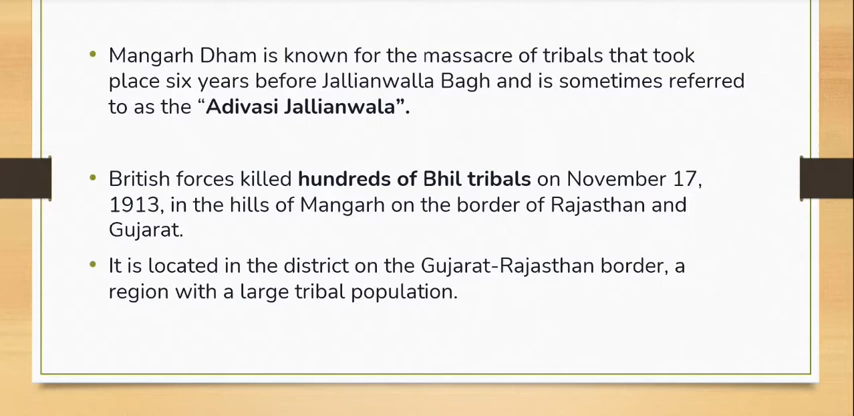 Mangarh Dham is known for the massacre of tribals that took
place six years before Jallianwalla Bagh and is sometimes referred
to as the “Adivasi Jallianwala”.
British forces killed hundreds of Bhil tribals on November 17,
1913, in the hills of Mangarh on the border of Rajasthan and
Gujarat.
It is located in the district on the Gujarat-Rajasthan border, a
region with a large tribal population.